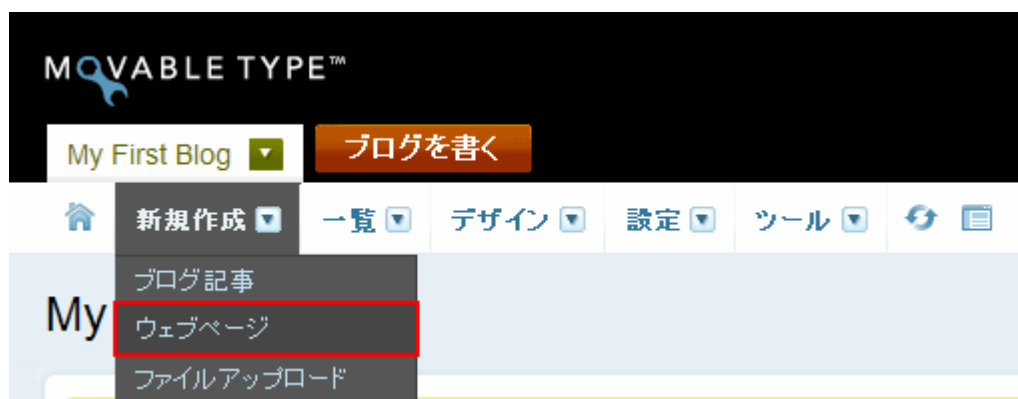 MOVABLE TYPE™
My First Blog ブログを書く
新規作成 一覧 デザイン 設定 ツール
ブログ記事
My
ウェブページ
ファイルアップロード